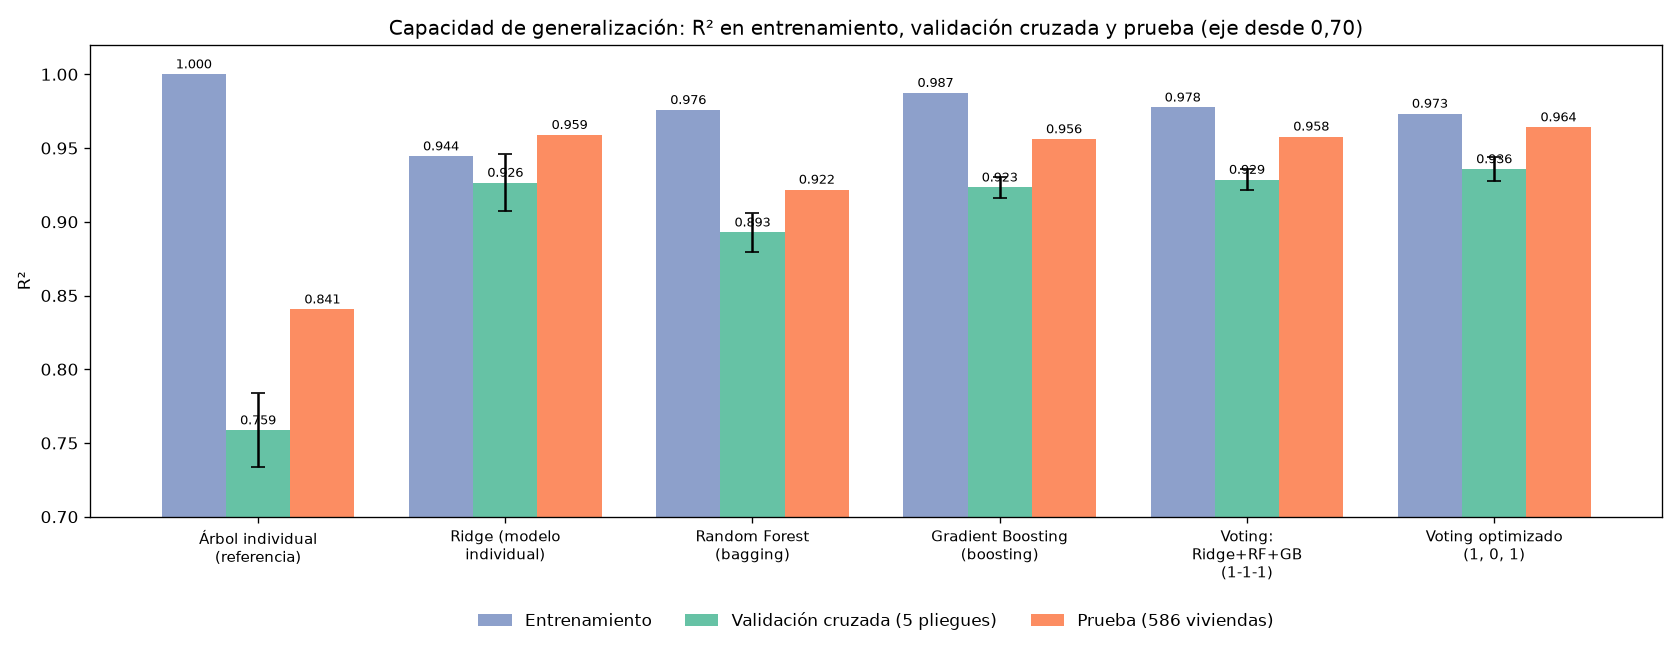 Capacidad de generalización: R² en entrenamiento, validación cruzada y prueba (eje desde 0,70)
R²
1.00
0.95
0.90
0.85
0.80
0.75
0.70
1.000
0.759
0.841
0.944
0.926
0.959
0.976
0.893
0.922
0.987
0.923
0.956
0.978
0.929
0.958
0.973
0.936
0.964
Árbol individual
(referencia)
Ridge (modelo
individual)
Random Forest
(bagging)
Gradient Boosting
(boosting)
Voting:
Ridge+RF+GB
(1-1-1)
Voting optimizado
(1, 0, 1)
Entrenamiento
Validación cruzada (5 pliegues)
Prueba (586 viviendas)